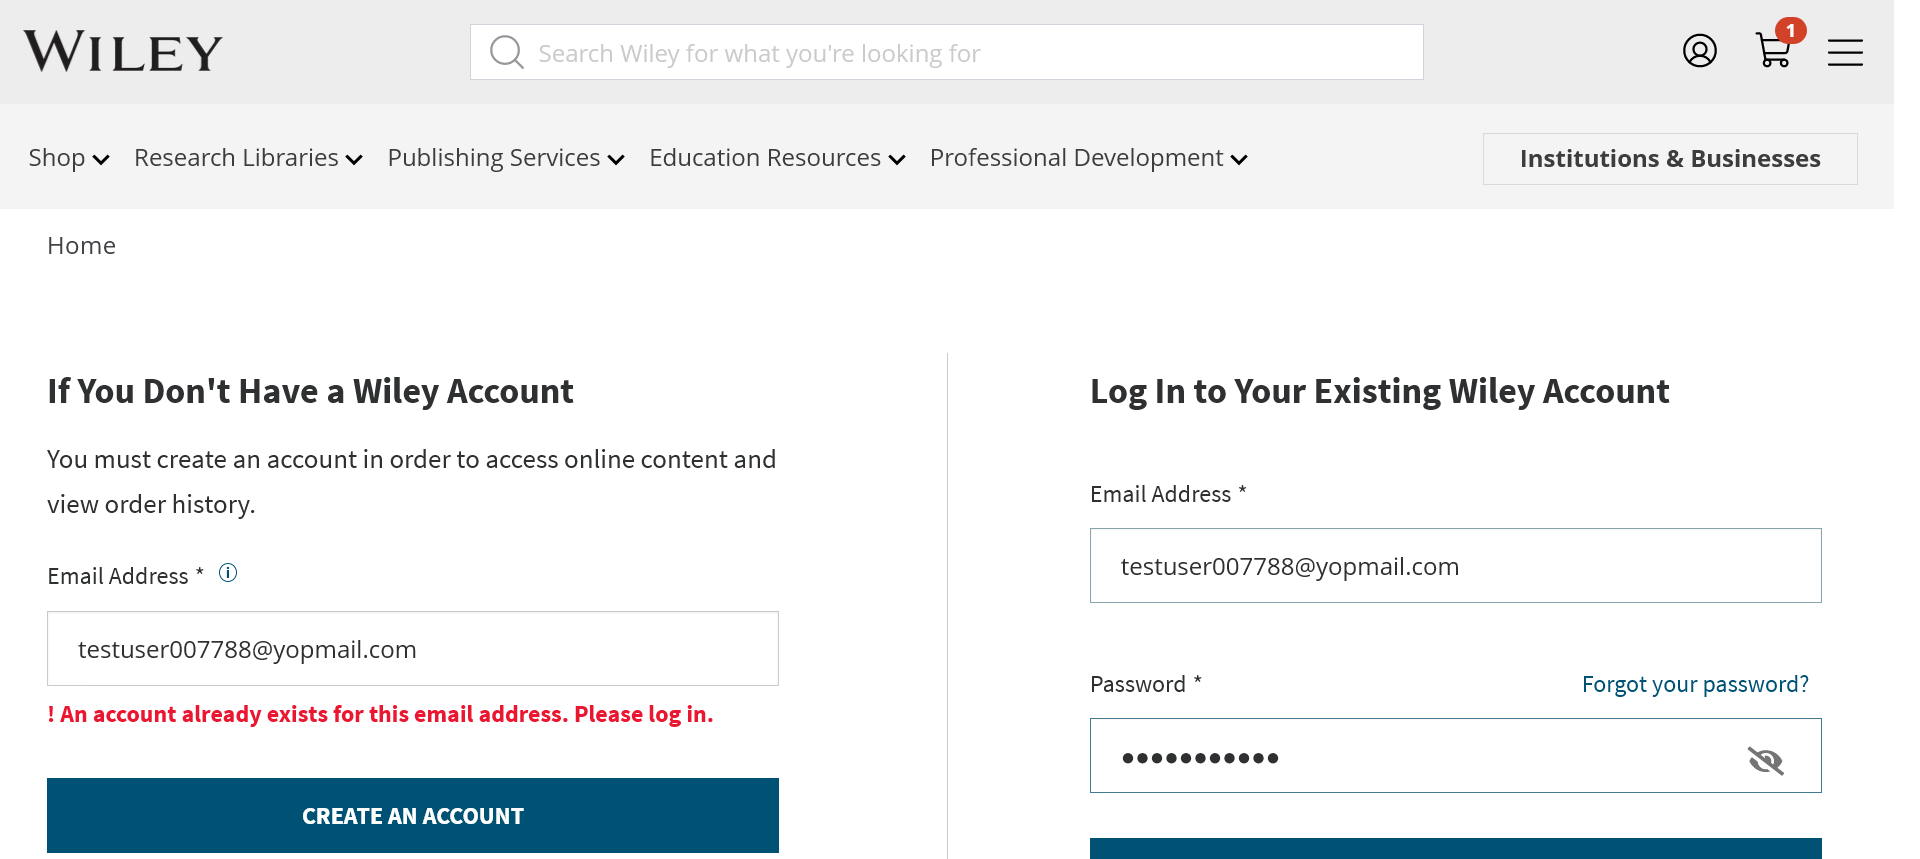 WILEY
Search Wiley for what you're looking for
1
Shop
Research Libraries
Publishing Services
Education Resources
Professional Development
Institutions & Businesses
Home
If You Don't Have a Wiley Account
You must create an account in order to access online content and
view order history.
Email Address *
testuser007788@yopmail.com
! An account already exists for this email address. Please log in.
CREATE AN ACCOUNT
Log In to Your Existing Wiley Account
Email Address *
testuser007788@yopmail.com
Password *
Forgot your password?
•••••••••••